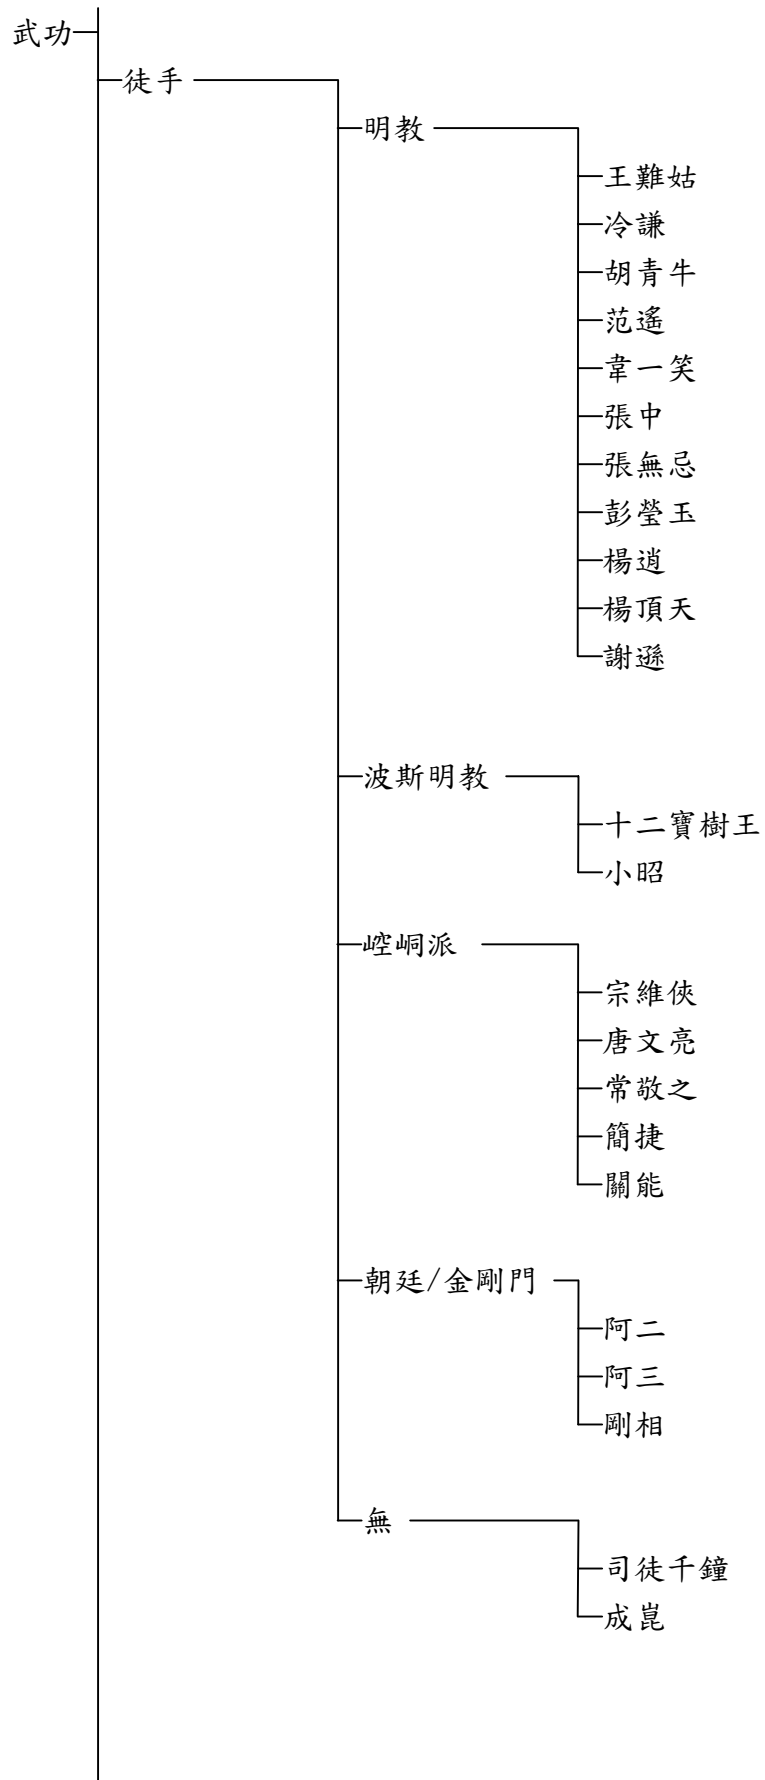 武功
徒手
明教
王難姑
冷謙
胡青牛
范遙
韋一笑
張中
張無忌
彭瑩玉
楊逍
楊頂天
謝遜
波斯明教
十二寶樹王
小昭
崆峒派
宗維俠
唐文亮
常敬之
簡捷
關能
朝廷/金剛門
阿二
阿三
剛相
無
司徒千鐘
成崑